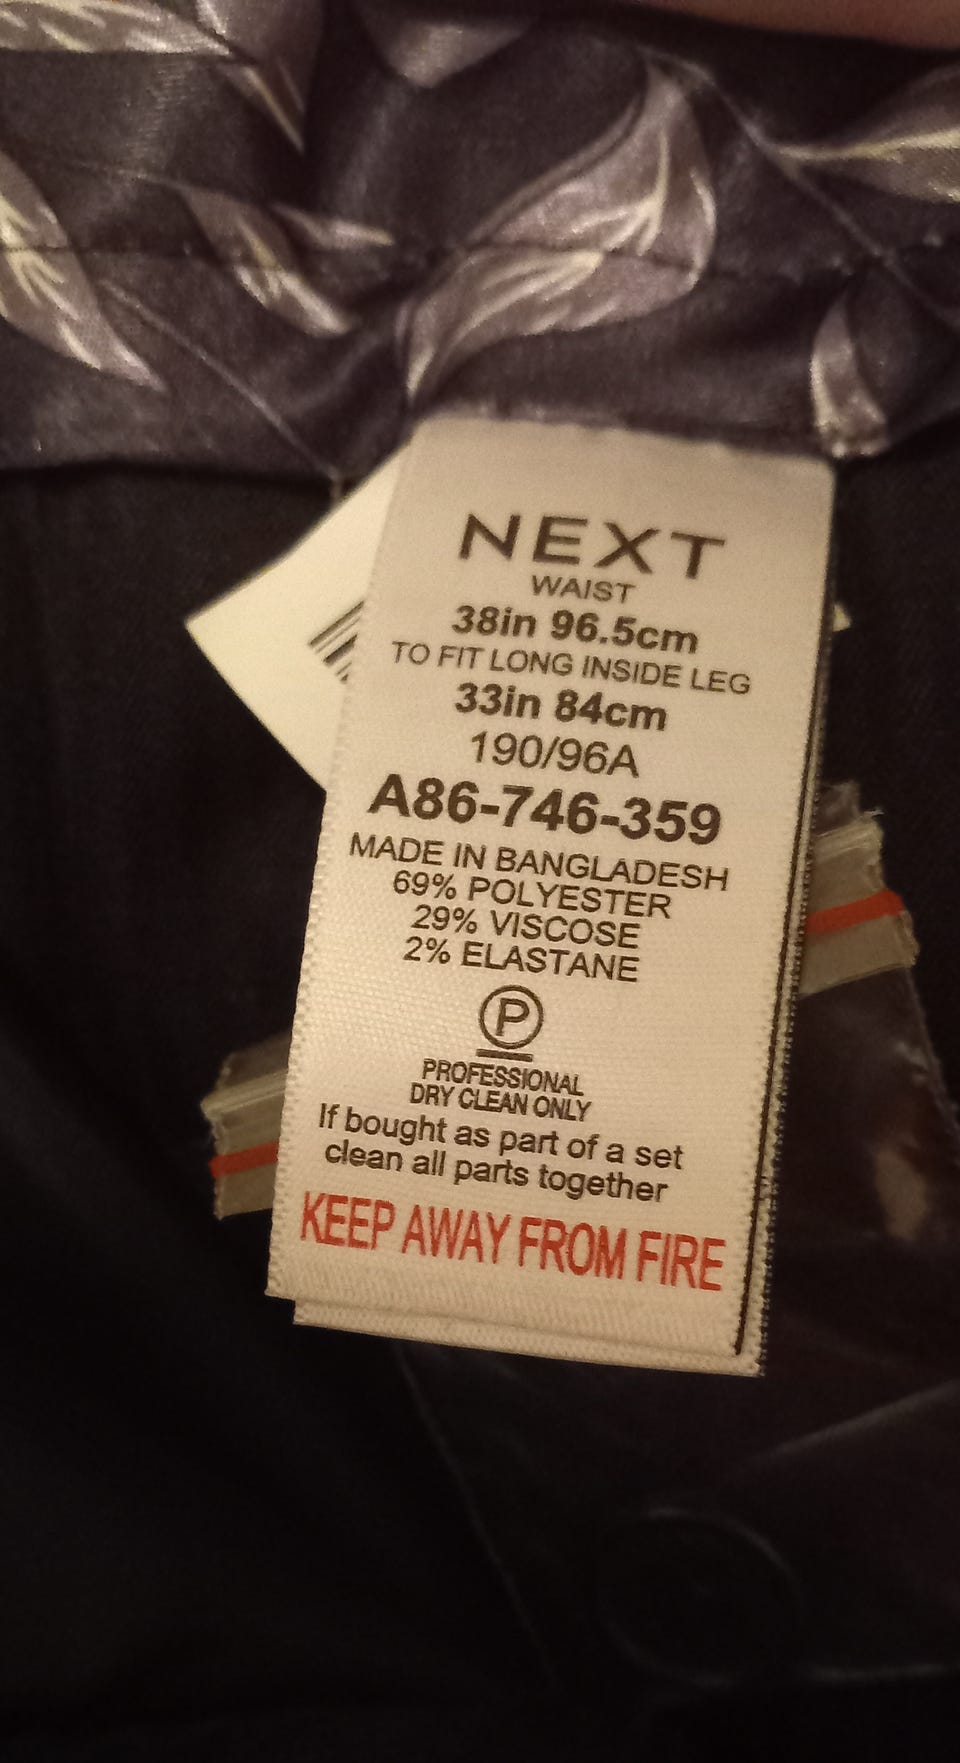 NEXT
WAIST
38in 96.5cm
TO FIT LONG INSIDE LEG
33in 84cm
190/96A
A86-746-359
MADE IN BANGLADESH
69% POLYESTER
29% VISCOSE
2% ELASTANE
P
PROFESSIONAL
DRY CLEAN ONLY
If bought as part of a set
clean all parts together
KEEP AWAY FROM FIRE